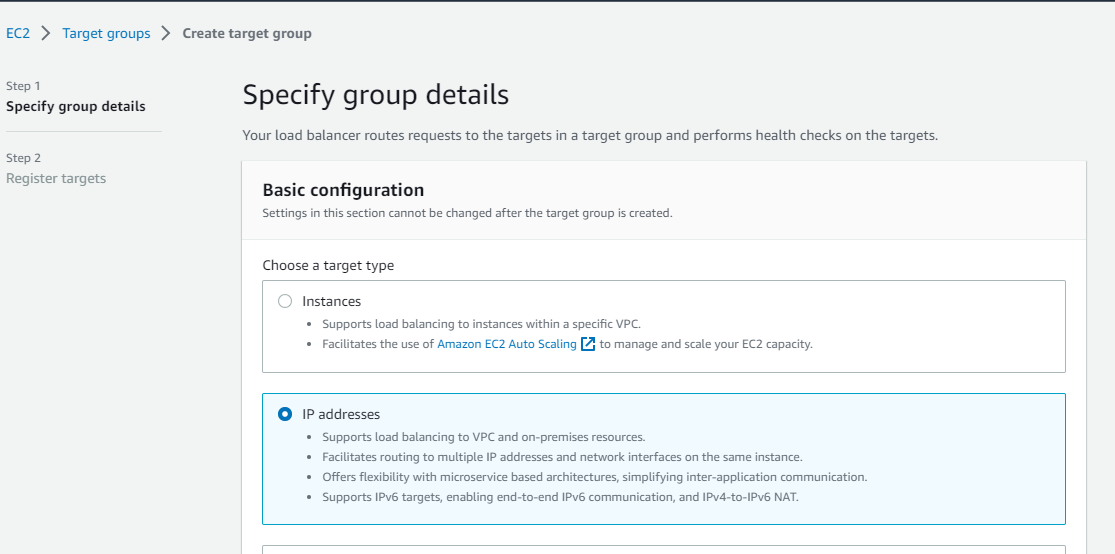 EC2 > Target groups > Create target group
Step 1
Specify group details
Step 2
Register targets
Specify group details
Your load balancer routes requests to the targets in a target group and performs health checks on the targets.
Basic configuration
Settings in this section cannot be changed after the target group is created.
Choose a target type
Instances
• Supports load balancing to instances within a specific VPC.
• Facilitates the use of Amazon EC2 Auto Scaling to manage and scale your EC2 capacity.
IP addresses
• Supports load balancing to VPC and on-premises resources.
• Facilitates routing to multiple IP addresses and network interfaces on the same instance.
• Offers flexibility with microservice based architectures, simplifying inter-application communication.
• Supports IPv6 targets, enabling end-to-end IPv6 communication, and IPv4-to-IPv6 NAT.